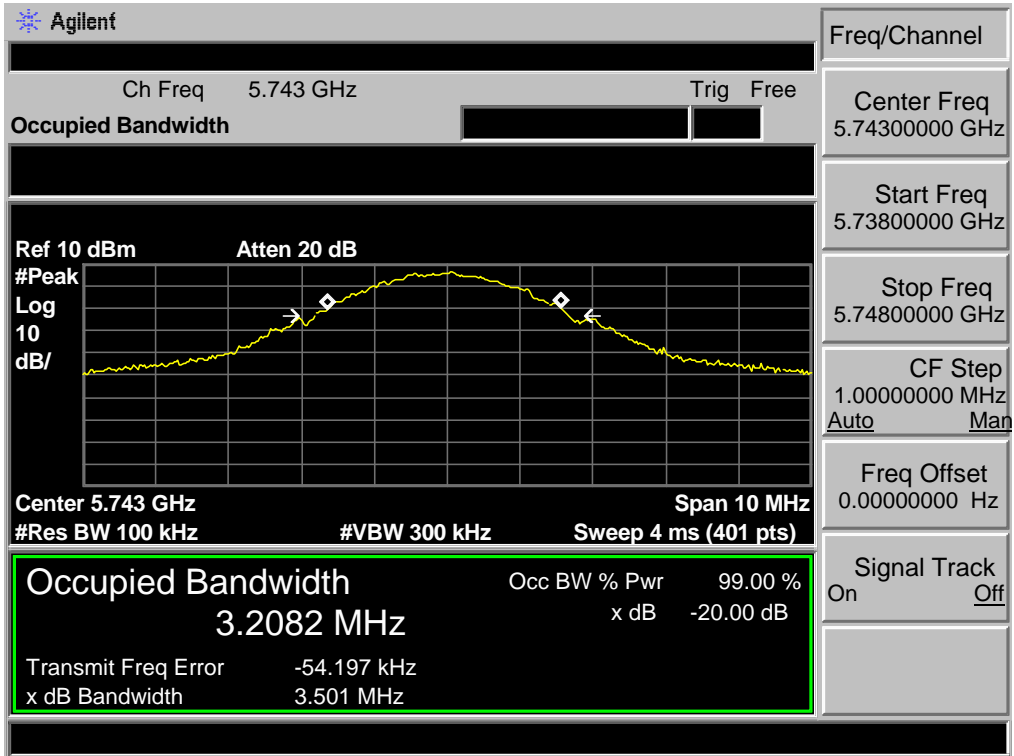 Agilent
Freq/Channel
Ch Freq 5.743 GHz Trig Free
Occupied Bandwidth
Center Freq
5.74300000 GHz
Start Freq
5.73800000 GHz
Stop Freq
5.74800000 GHz
CF Step
1.00000000 MHz
Auto Man
Freq Offset
0.00000000 Hz
Signal Track
On Off
Ref 10 dBm Atten 20 dB
#Peak
Log
10
dB/
Center 5.743 GHz Span 10 MHz
#Res BW 100 kHz #VBW 300 kHz Sweep 4 ms (401 pts)
Occupied Bandwidth Occ BW % Pwr 99.00 %
3.2082 MHz x dB -20.00 dB
Transmit Freq Error -54.197 kHz
x dB Bandwidth 3.501 MHz